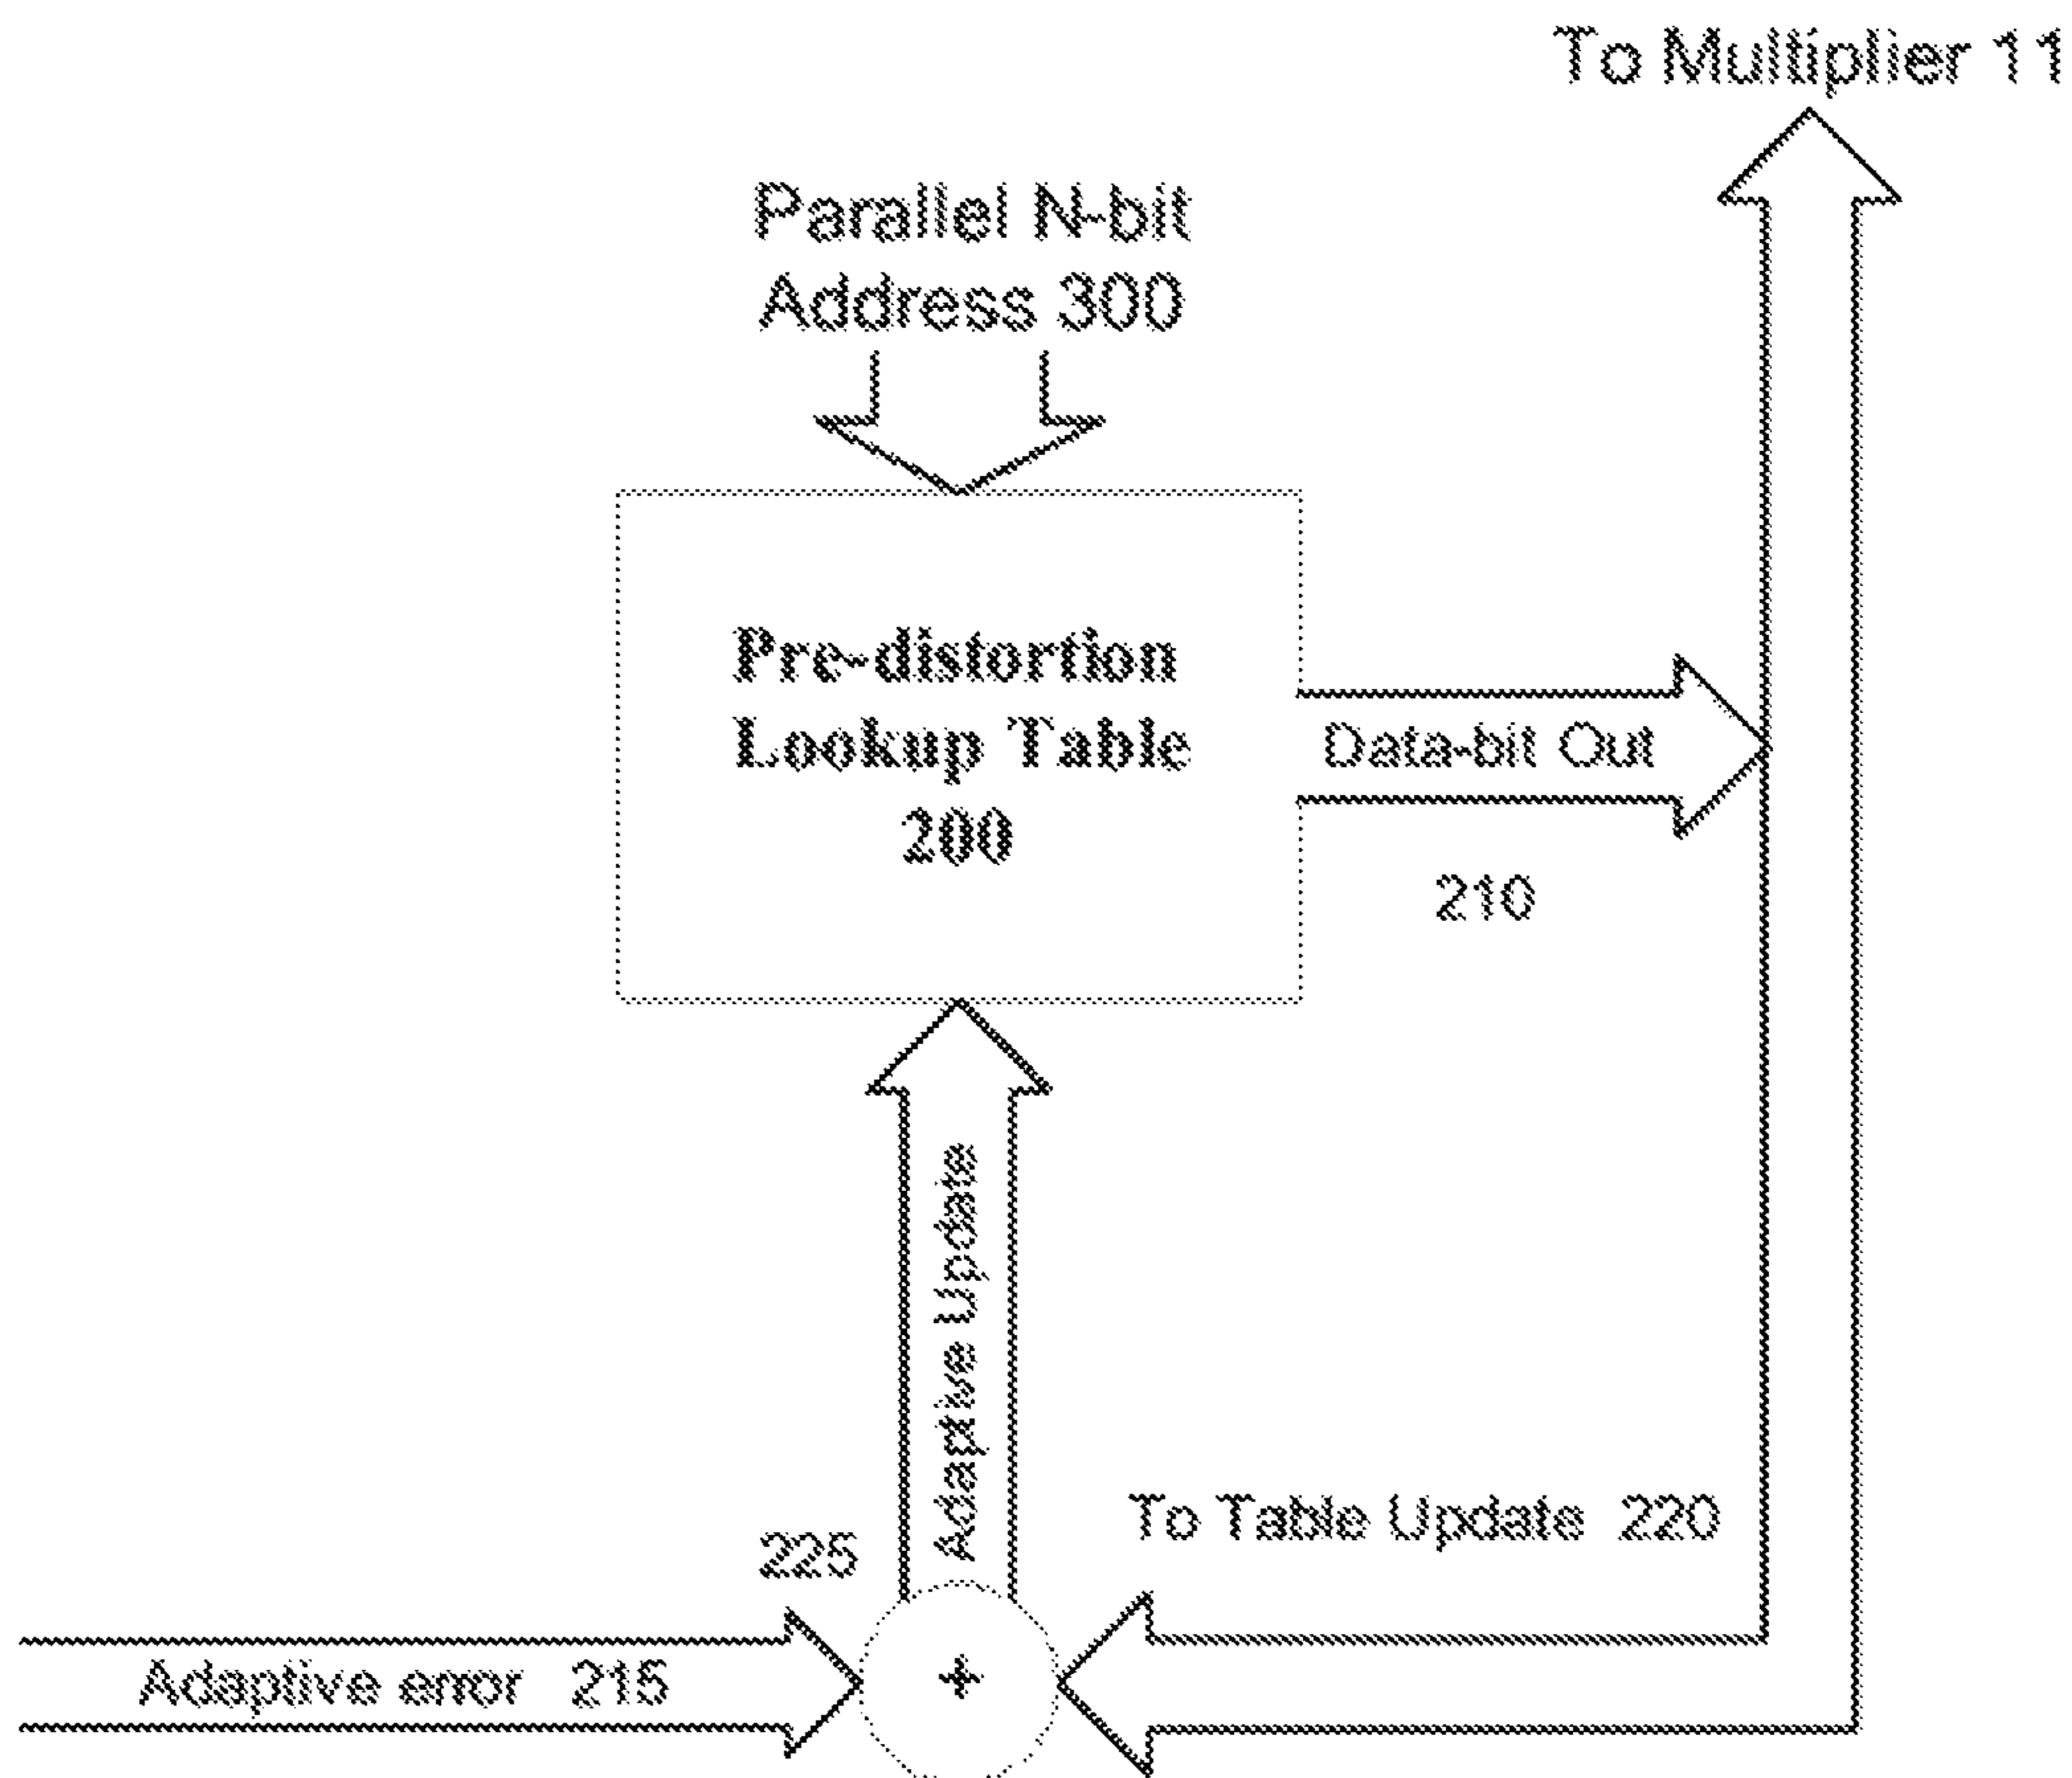 To Multiplier 11
Parallel N-bit
Address 300
Pre-distortion
Lookup Table
200
Data-bit Out
210
Adaptive update
To Table Update 220
225
Adaptive error 215
+